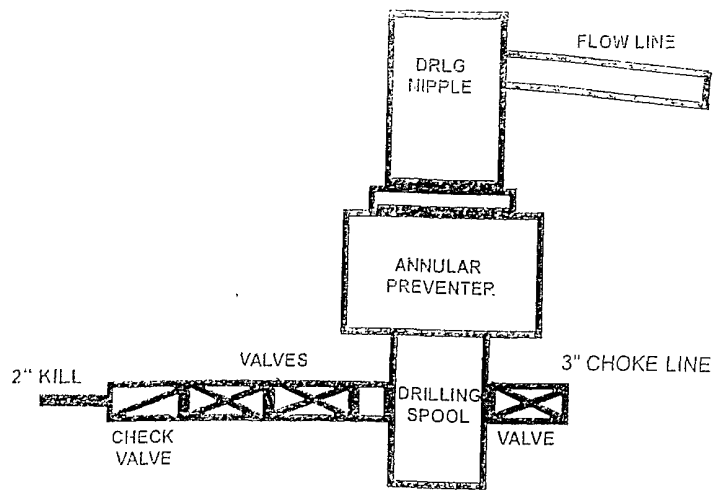 FLOW LINE
DRLG
NIPPLE
ANNULAR
PREVENTER
VALVES
2" KILL
3" CHOKE LINE
DRILLING
SPOOL
CHECK
VALVE
VALVE